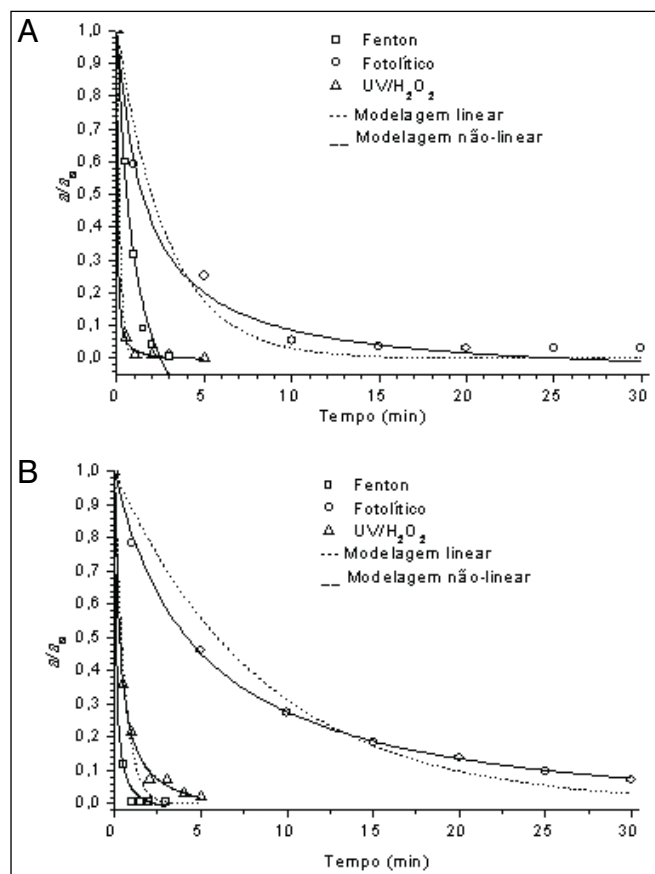 A
1,0
0,9
0,8
0,7
0,6
0,5
0,4
0,3
0,2
0,1
0,0
a/a₀
Fenton
Fotolítico
UV/H₂O₂
Modelagem linear
Modelagem não-linear
0 5 10 15 20 25 30
Tempo (min)
B
1,0
0,9
0,8
0,7
0,6
0,5
0,4
0,3
0,2
0,1
0,0
a/a₀
Fenton
Fotolítico
UV/H₂O₂
Modelagem linear
Modelagem não-linear
0 5 10 15 20 25 30
Tempo (min)